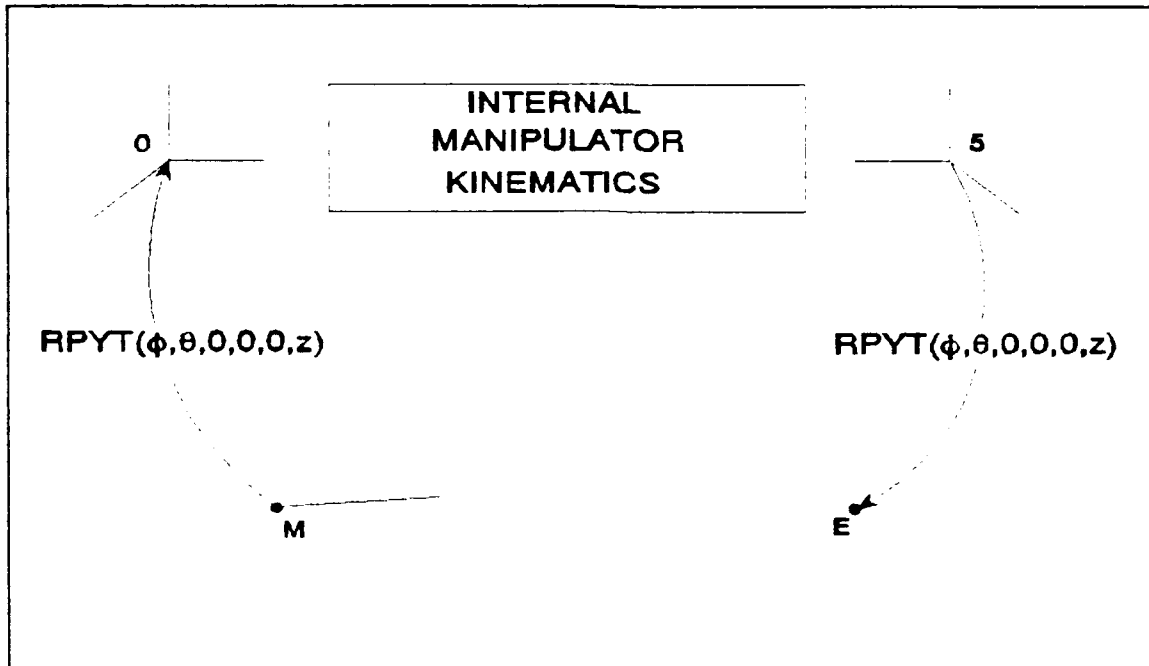 INTERNAL
MANIPULATOR
KINEMATICS
0
5
RPYT(ϕ,θ,0,0,0,z)
RPYT(ϕ,θ,0,0,0,z)
M
E